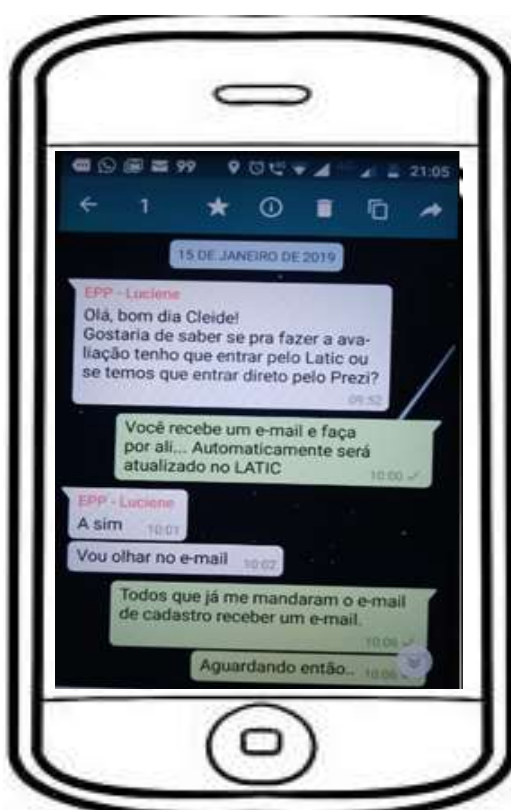 99 21:05
1
15 DE JANEIRO DE 2019
EPP - Luciene
Olá, bom dia Cleide!
Gostaria de saber se pra fazer a ava-
liação tenho que entrar pelo Latic ou
se temos que entrar direto pelo Prezi?
09:52
Você recebe um e-mail e faça
por ali... Automaticamente será
atualizado no LATIC
10:00
EPP - Luciene
A sim 10:01
Vou olhar no e-mail 10:02
Todos que já me mandaram o e-mail
de cadastro receber um e-mail.
10:06
Aguardando então..